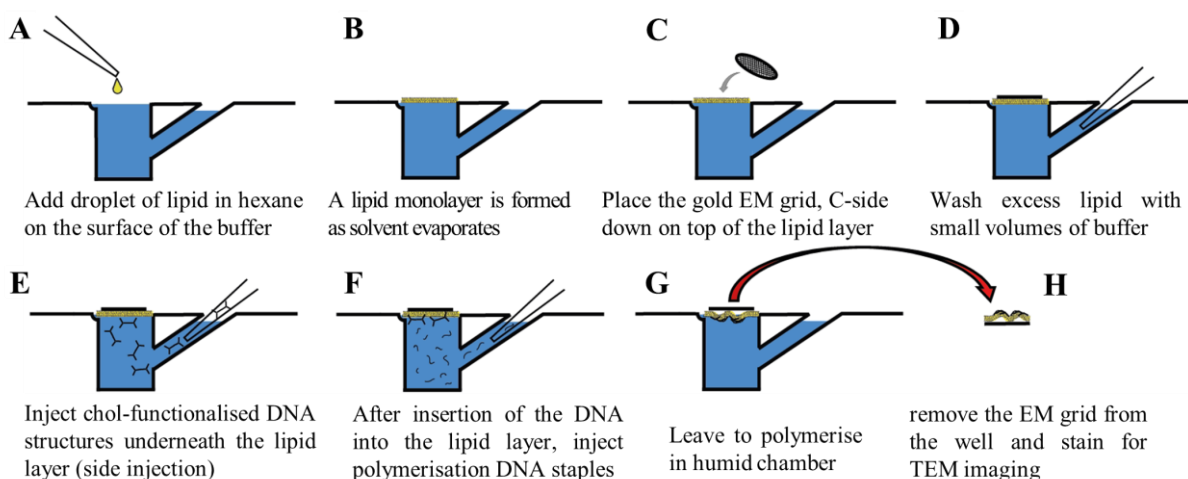 A
B
C
D
Add droplet of lipid in hexane
on the surface of the buffer
A lipid monolayer is formed
as solvent evaporates
Place the gold EM grid, C-side
down on top of the lipid layer
Wash excess lipid with
small volumes of buffer
E
F
G
H
Inject chol-functionalised DNA
structures underneath the lipid
layer (side injection)
After insertion of the DNA
into the lipid layer, inject
polymerisation DNA staples
Leave to polymerise
in humid chamber
remove the EM grid from
the well and stain for
TEM imaging